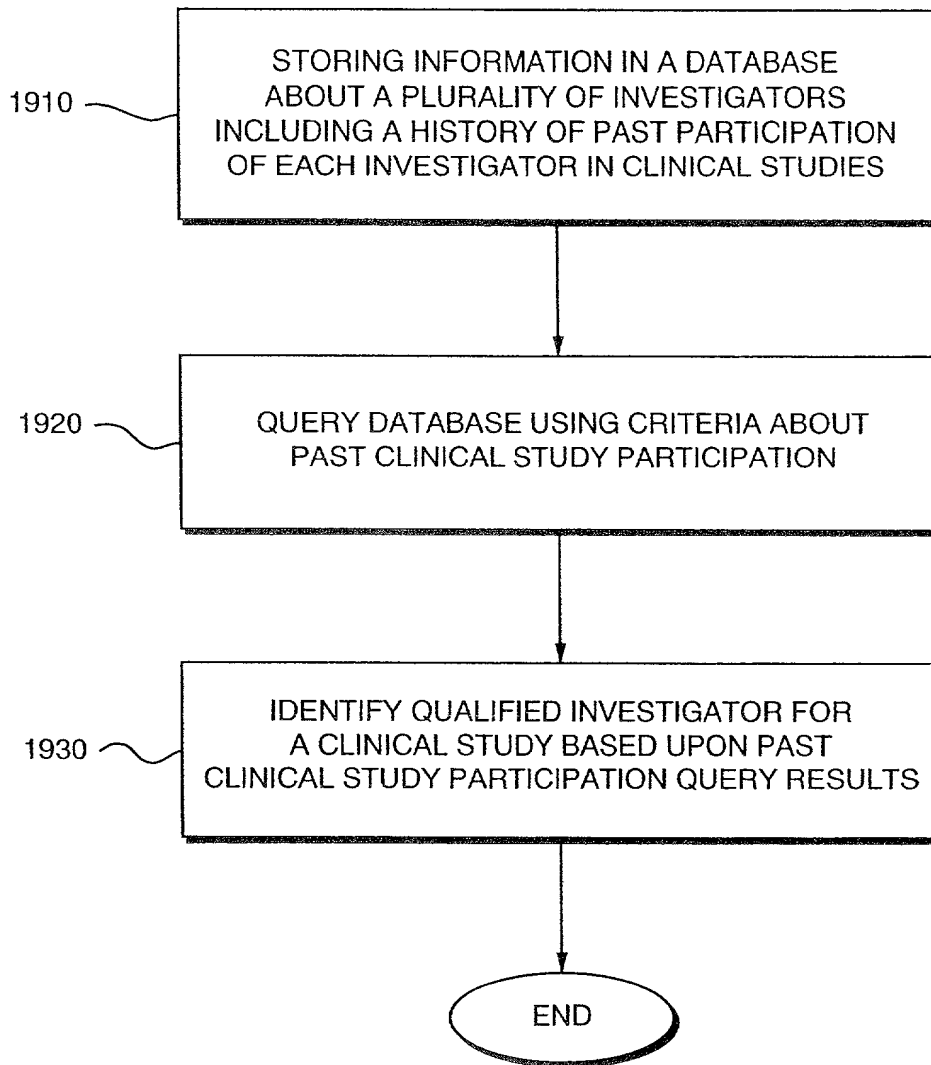 1910
STORING INFORMATION IN A DATABASE
ABOUT A PLURALITY OF INVESTIGATORS
INCLUDING A HISTORY OF PAST PARTICIPATION
OF EACH INVESTIGATOR IN CLINICAL STUDIES
1920
QUERY DATABASE USING CRITERIA ABOUT
PAST CLINICAL STUDY PARTICIPATION
1930
IDENTIFY QUALIFIED INVESTIGATOR FOR
A CLINICAL STUDY BASED UPON PAST
CLINICAL STUDY PARTICIPATION QUERY RESULTS
END